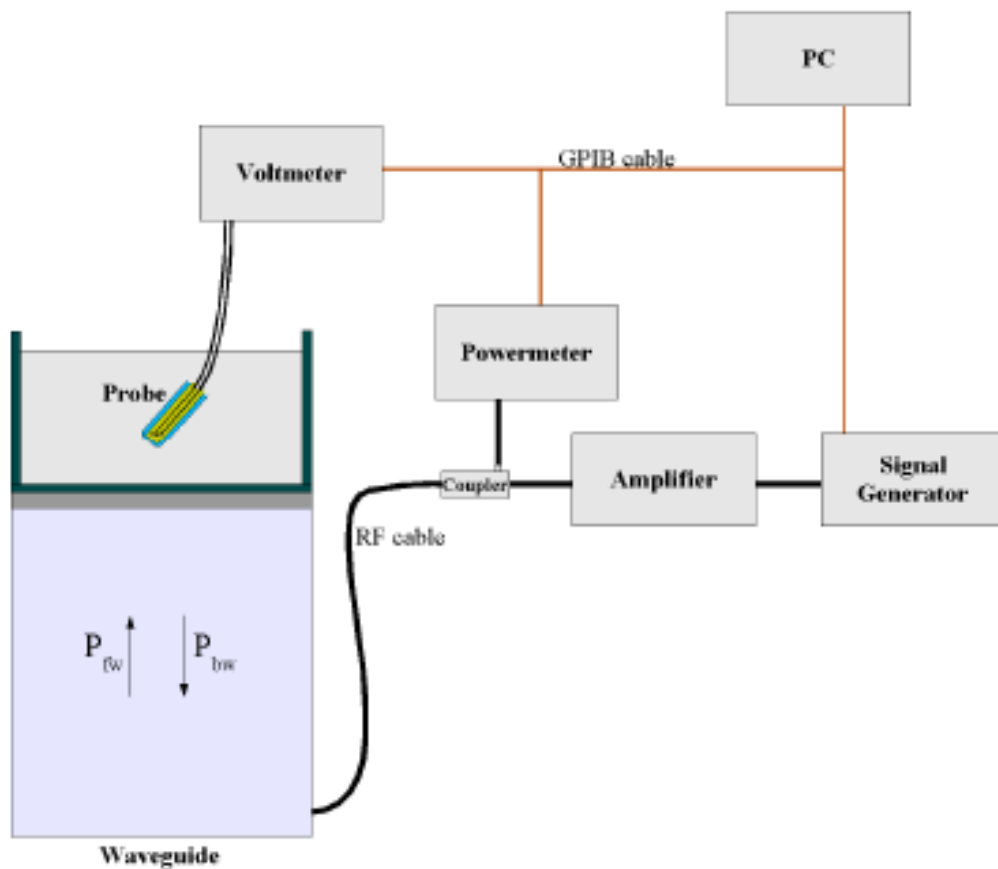 PC
Voltmeter
GPIB cable
Powermeter
Probe
Coupler
Amplifier
Signal
Generator
RF cable
P fw
P bw
Waveguide